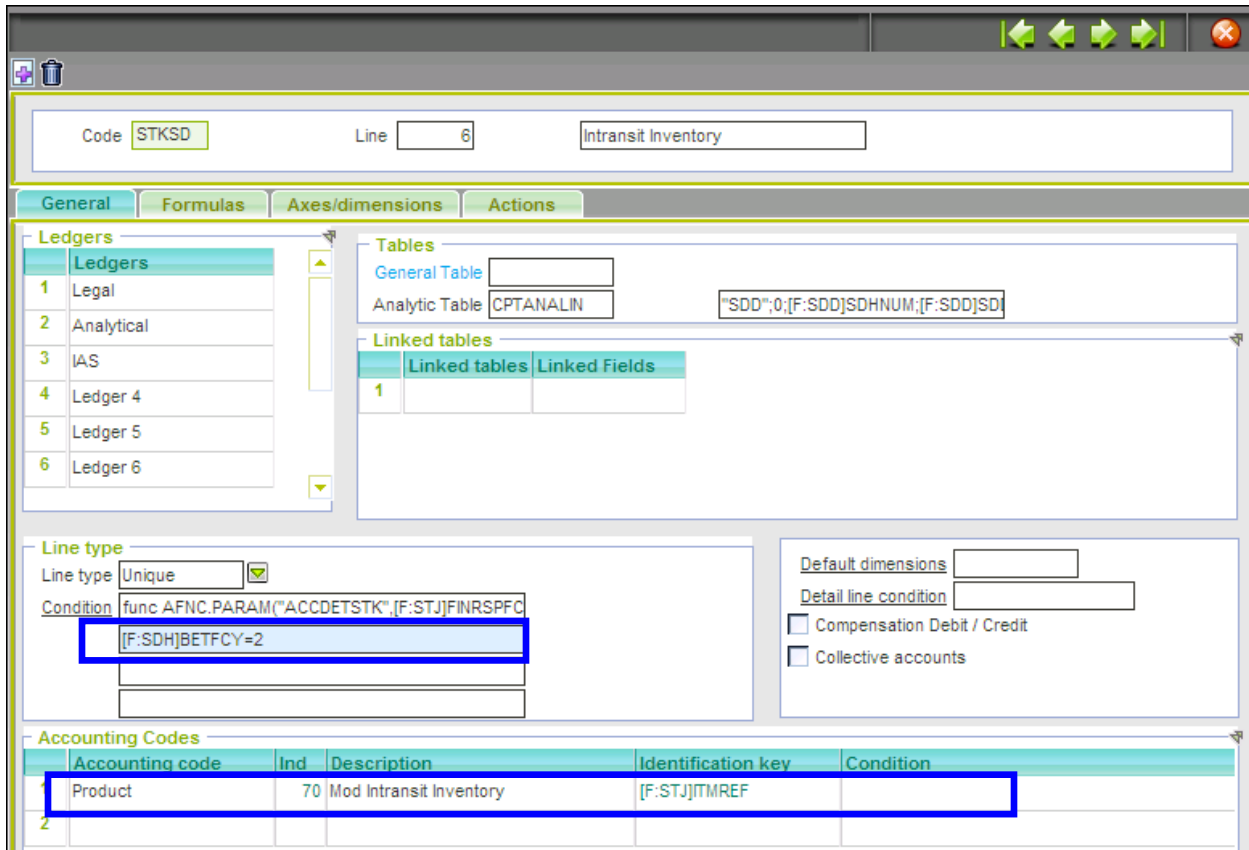 Code STKSD Line 6 Intransit Inventory
General Formulas Axes/dimensions Actions
Ledgers
Ledgers
1 Legal
2 Analytical
3 IAS
4 Ledger 4
5 Ledger 5
6 Ledger 6
Tables
General Table
Analytic Table CPTANALIN "SDD";0;[F:SDD]SDHNUM;[F:SDD]SDI
Linked tables
Linked tables Linked Fields
1
Line type
Line type Unique
Condition func AFNC.PARAM("ACCDETSTK",[F:STJ]FINRSPFC
[F:SDH]BETFCY=2
Default dimensions
Detail line condition
Compensation Debit / Credit
Collective accounts
Accounting Codes
Accounting code Ind Description Identification key Condition
1 Product 70 Mod Intransit Inventory [F:STJ]ITMREF
2